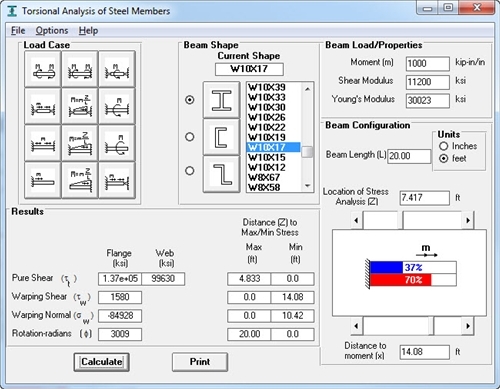 Torsional Analysis of Steel Members
File Options Help
Load Case
Beam Shape
Current Shape
W10X17
W10X39
W10X33
W10X30
W10X26
W10X22
W10X19
W10X17
W10X15
W10X12
W8X67
W8X58
Beam Load/Properties
Moment (m) 1000 kip-in/in
Shear Modulus 11200 ksi
Young's Modulus 30023 ksi
Beam Configuration
Units
Inches
feet
Beam Length (L) 20.00
Location of Stress
Analysis (Z) 7.417 ft
m
37%
70%
Distance to
moment (x) 14.08 ft
Results
Distance (Z) to
Max/Min Stress
Flange (ksi) Web (ksi) Max (ft) Min (ft)
Pure Shear (τt) 1.37e+05 99630 4.833 0.0
Warping Shear (τw) 1580 0.0 14.08
Warping Normal (σw) -84928 0.0 10.42
Rotation-radians (ϕ) 3009 20.00 0.0
Calculate Print